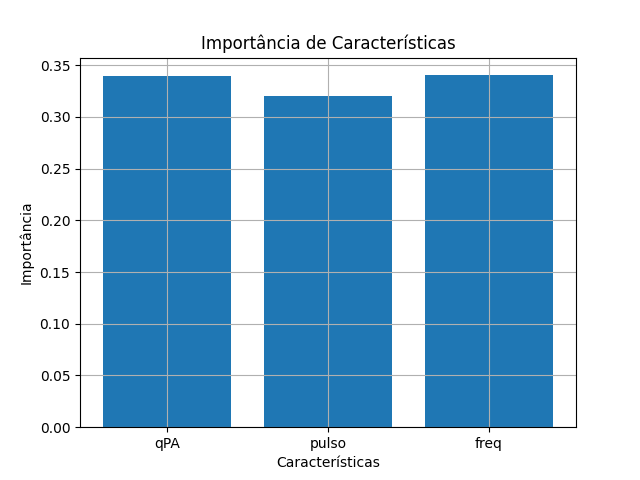 Importância de Características
0.35
0.30
0.25
0.20
0.15
0.10
0.05
0.00
Importância
qPA
pulso
freq
Características